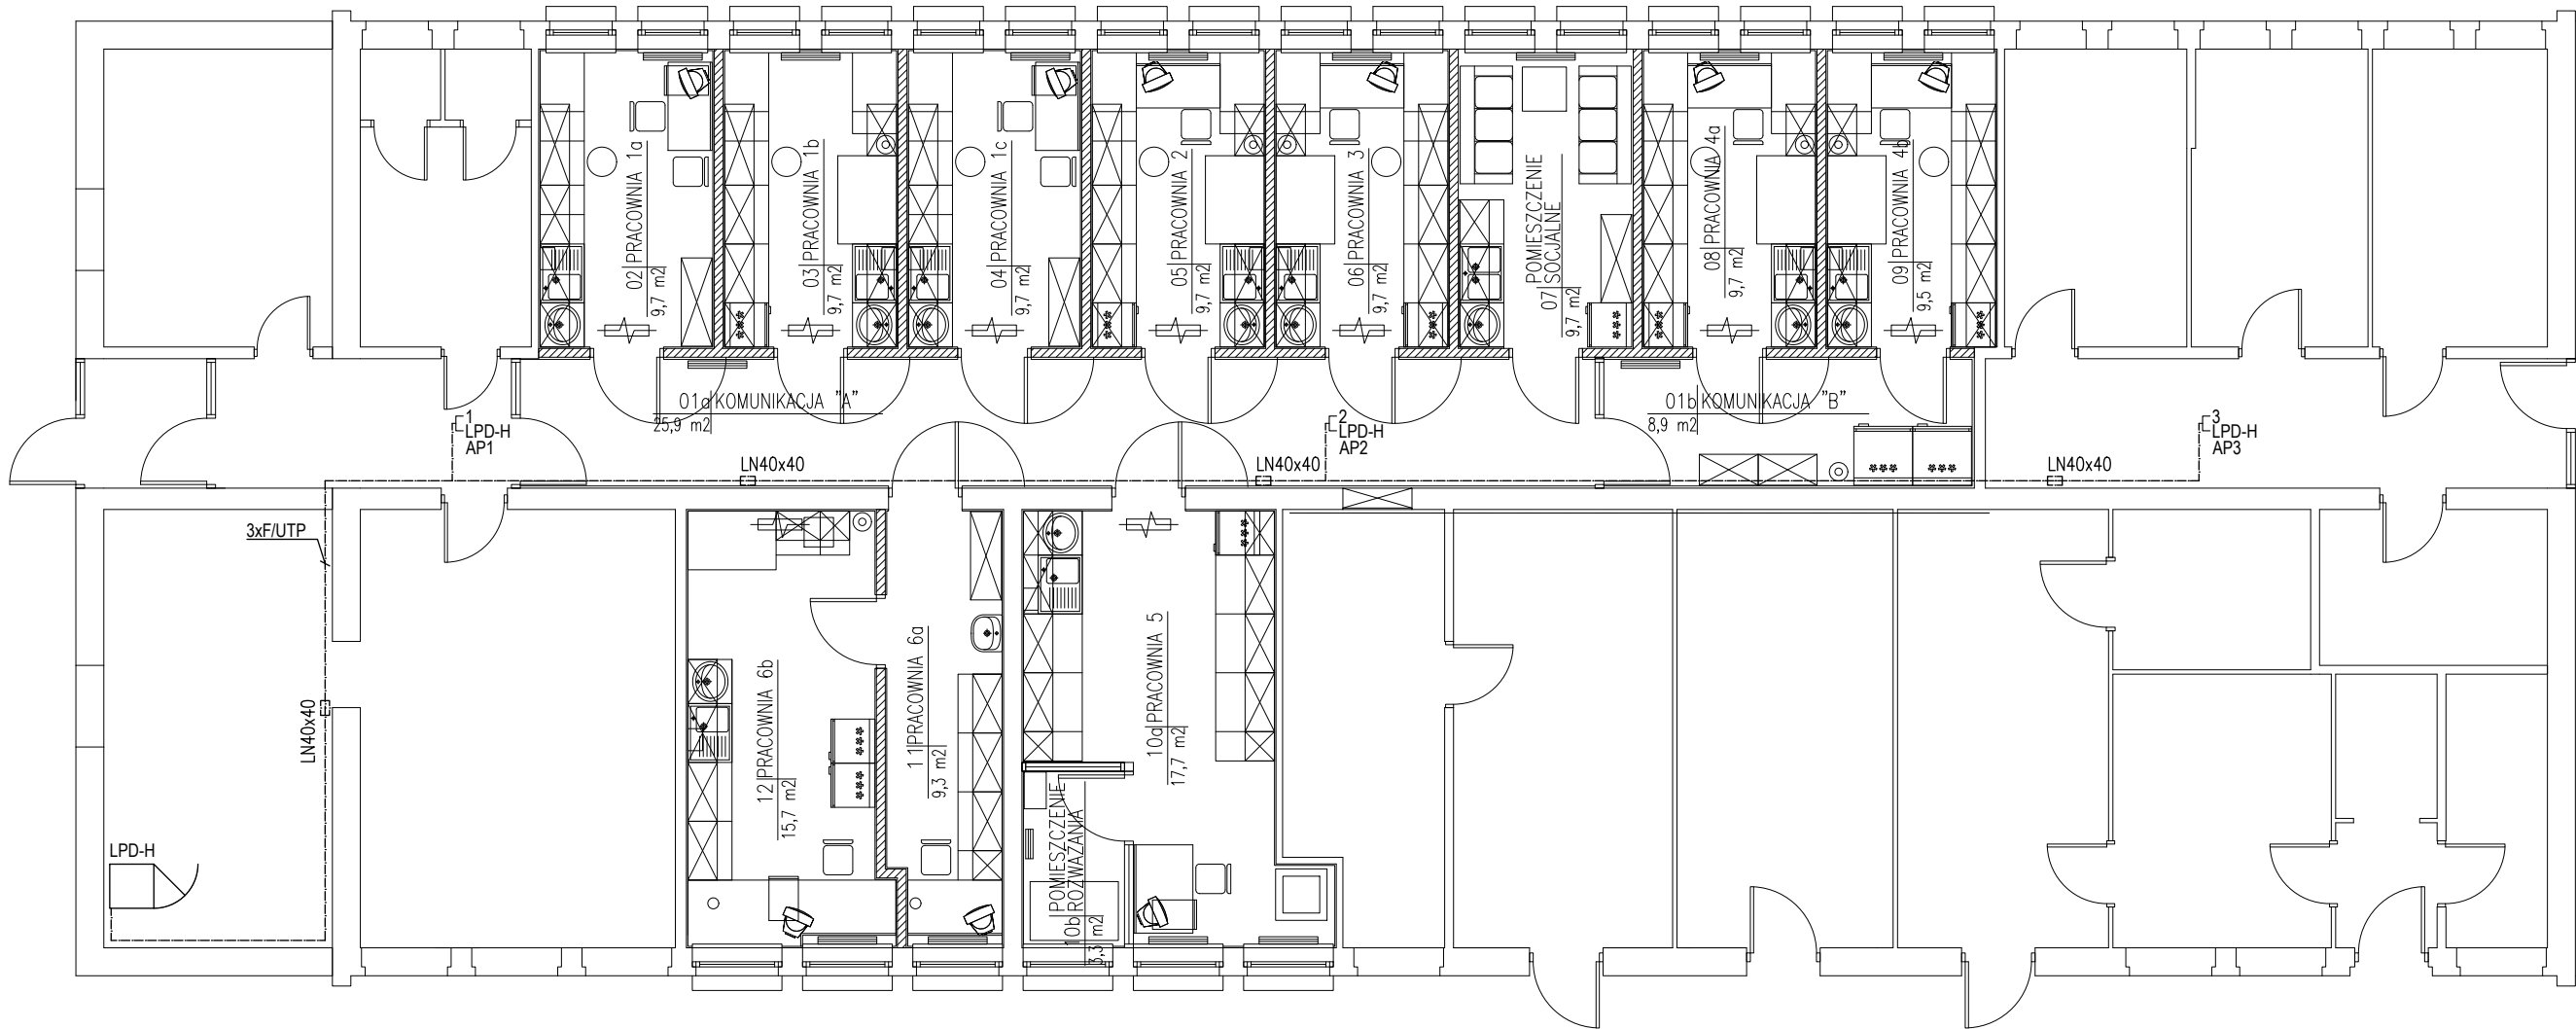 02 PRACOWNIA 1a
9,7 m2
03 PRACOWNIA 1b
9,7 m2
04 PRACOWNIA 1c
9,7 m2
05 PRACOWNIA 2
9,7 m2
06 PRACOWNIA 3
9,7 m2
POMIESZCZENIE
07 SOCJALNE
9,7 m2
08 PRACOWNIA 4a
9,7 m2
09 PRACOWNIA 4b
9,5 m2
01a KOMUNIKACJA "A"
25,9 m2
01b KOMUNIKACJA "B"
8,9 m2
1
LPD-H
AP1
2
LPD-H
AP2
3
LPD-H
AP3
LN40x40
LN40x40
LN40x40
3xF/UTP
LN40x40
LPD-H
12 PRACOWNIA 6b
15,7 m2
11 PRACOWNIA 6a
9,3 m2
10a PRACOWNIA 5
17,7 m2
POMIESZCZENIE
10b ROZWAŻANIA
3,3 m2